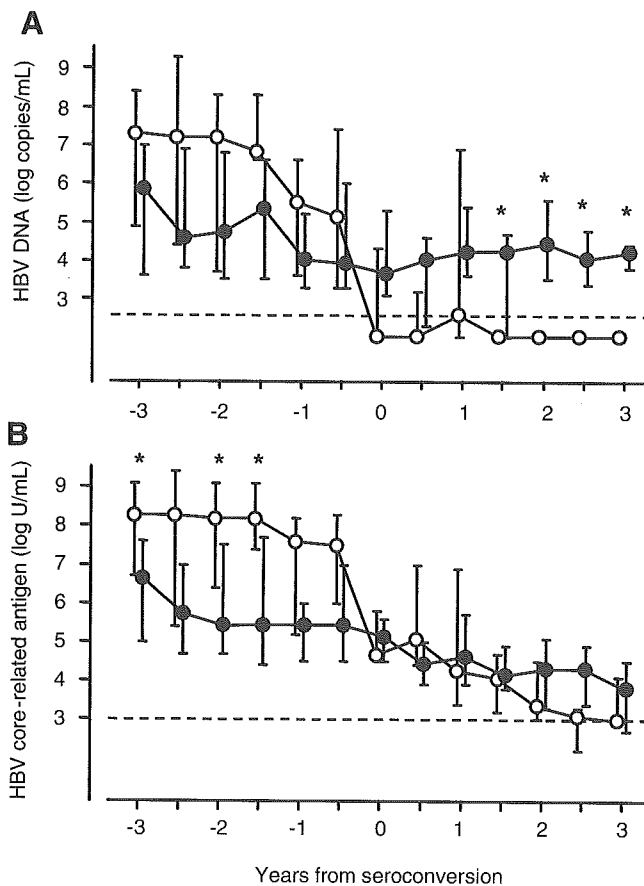 A
HBV DNA (log copies/mL)
9
8
7
6
5
4
3
* * * *
-3 -2 -1 0 1 2 3
B
HBV core-related antigen (log U/mL)
* * *
9
8
7
6
5
4
3
-3 -2 -1 0 1 2 3
Years from seroconversion